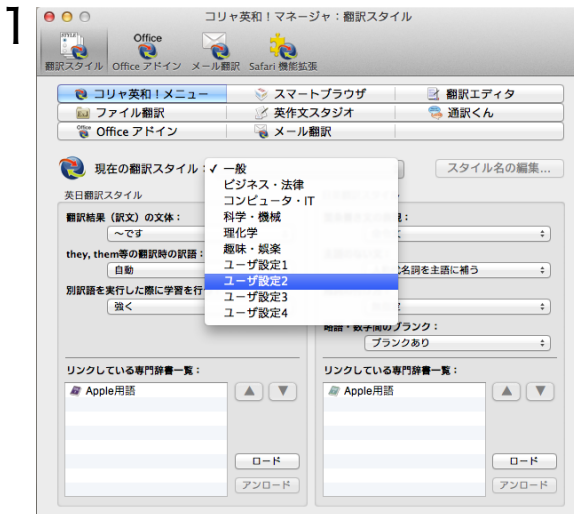 1
コリャ英和！マネージャ：翻訳スタイル
Office
翻訳スタイル Office アドイン メール翻訳 Safari 機能拡張
コリャ英和！メニュー スマートブラウザ 翻訳エディタ
ファイル翻訳 英作文スタジオ 通訳くん
Office アドイン メール翻訳
現在の翻訳スタイル： ✓ 一般 スタイル名の編集...
ビジネス・法律
英日翻訳スタイル
コンピュータ・IT
翻訳結果（訳文）の文体： 科学・機械
〜です 理化学
they, them等の翻訳時の訳語： 趣味・娯楽
自動 ユーザ設定1 名詞を主語に補う
ユーザ設定2
別訳語を実行した際に学習を行 ユーザ設定3
強く ユーザ設定4
略語・数字間のブランク：
ブランクあり
リンクしている専門辞書一覧： リンクしている専門辞書一覧：
Apple用語 Apple用語
ロード ロード
アンロード アンロード